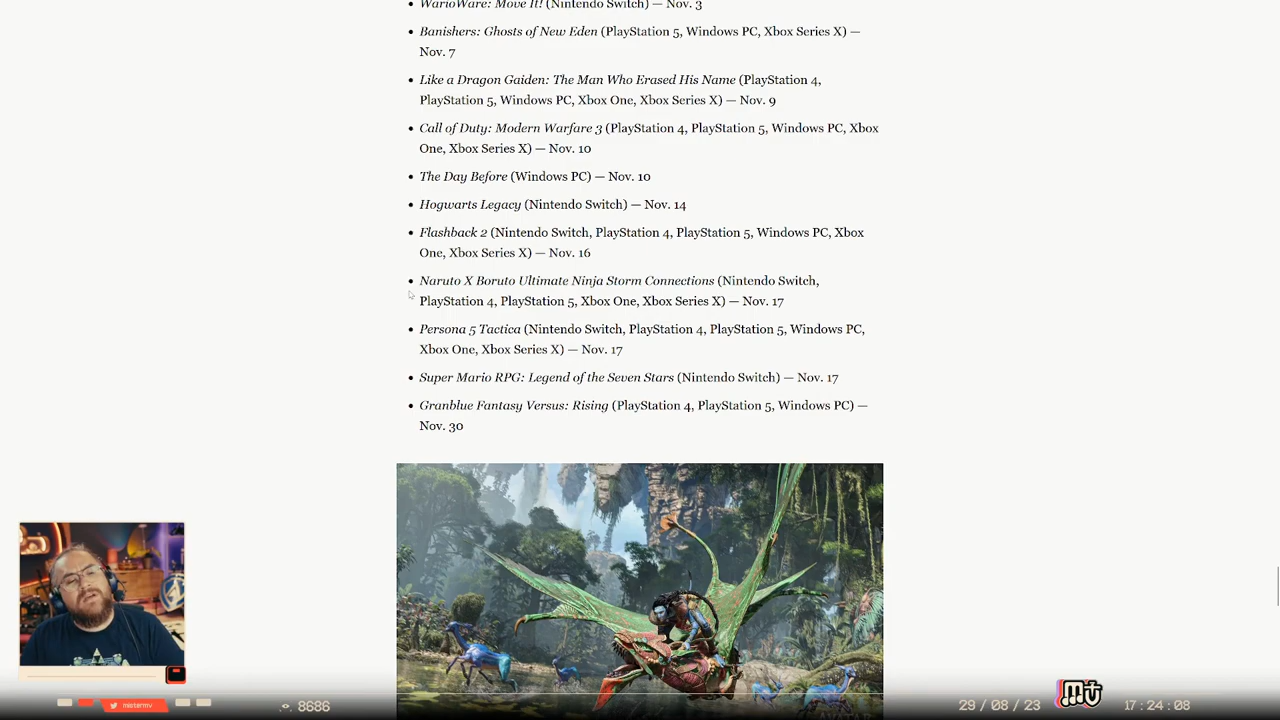 WarioWare: Move It! (Nintendo Switch) — Nov. 3
• Banishers: Ghosts of New Eden (PlayStation 5, Windows PC, Xbox Series X) —
Nov. 7
• Like a Dragon Gaiden: The Man Who Erased His Name (PlayStation 4,
PlayStation 5, Windows PC, Xbox One, Xbox Series X) — Nov. 9
• Call of Duty: Modern Warfare 3 (PlayStation 4, PlayStation 5, Windows PC, Xbox
One, Xbox Series X) — Nov. 10
• The Day Before (Windows PC) — Nov. 10
• Hogwarts Legacy (Nintendo Switch) — Nov. 14
• Flashback 2 (Nintendo Switch, PlayStation 4, PlayStation 5, Windows PC, Xbox
One, Xbox Series X) — Nov. 16
• Naruto X Boruto Ultimate Ninja Storm Connections (Nintendo Switch,
PlayStation 4, PlayStation 5, Xbox One, Xbox Series X) — Nov. 17
• Persona 5 Tactica (Nintendo Switch, PlayStation 4, PlayStation 5, Windows PC,
Xbox One, Xbox Series X) — Nov. 17
• Super Mario RPG: Legend of the Seven Stars (Nintendo Switch) — Nov. 17
• Granblue Fantasy Versus: Rising (PlayStation 4, PlayStation 5, Windows PC) —
Nov. 30
mistermv
8686
29 / 08 / 23
mv
17 : 24 : 08